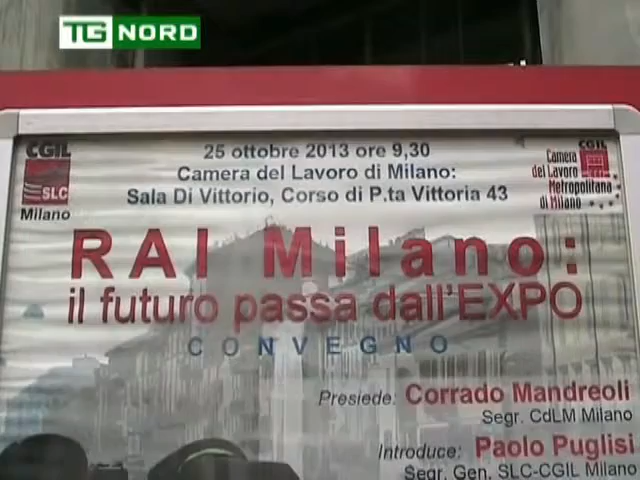 TG NORD
CGIL
SLC
Milano
25 ottobre 2013 ore 9,30
Camera del Lavoro di Milano:
Sala Di Vittorio, Corso di P.ta Vittoria 43
CGIL
Camera
del Lavoro
Metropolitana
di Milano
RAI Milano:
il futuro passa dall'EXPO
CONVEGNO
Presiede: Corrado Mandreoli
Segr. CdLM Milano
Introduce: Paolo Puglisi
Segr. Gen. SLC-CGIL Milano